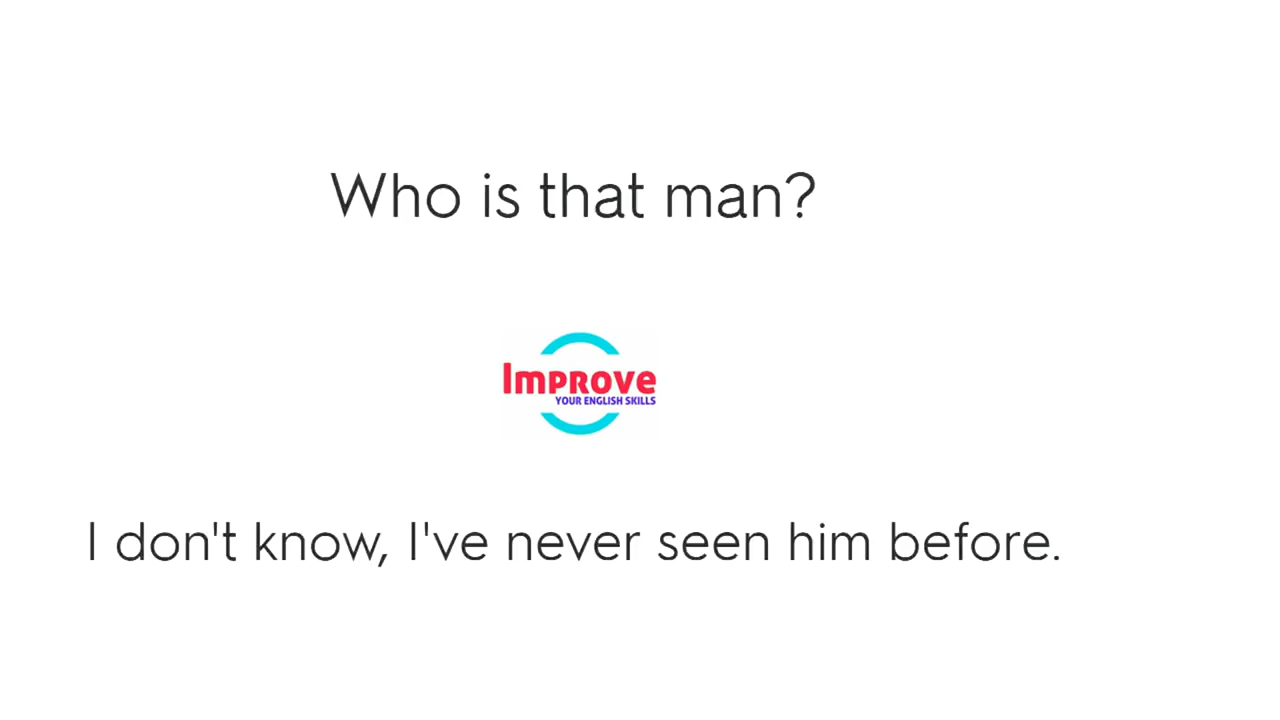 Who is that man?
Improve
YOUR ENGLISH SKILLS
I don't know, I've never seen him before.